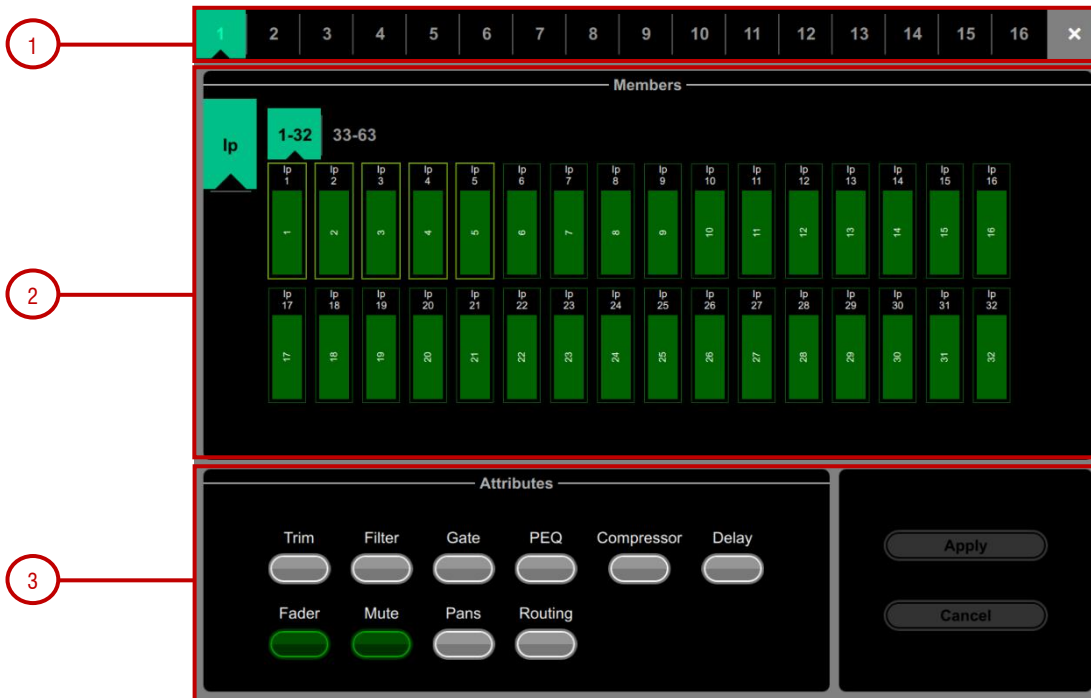 1
1 2 3 4 5 6 7 8 9 10 11 12 13 14 15 16 ×
Members
Ip
1-32 33-63
Ip Ip Ip Ip Ip Ip Ip Ip Ip Ip Ip Ip Ip Ip Ip Ip
1 2 3 4 5 6 7 8 9 10 11 12 13 14 15 16
1 2 3 4 5 6 7 8 9 10 11 12 13 14 15 16
2
Ip Ip Ip Ip Ip Ip Ip Ip Ip Ip Ip Ip Ip Ip Ip Ip
17 18 19 20 21 22 23 24 25 26 27 28 29 30 31 32
17 18 19 20 21 22 23 24 25 26 27 28 29 30 31 32
Attributes
Trim Filter Gate PEQ Compressor Delay
Apply
3
Fader Mute Pans Routing
Cancel